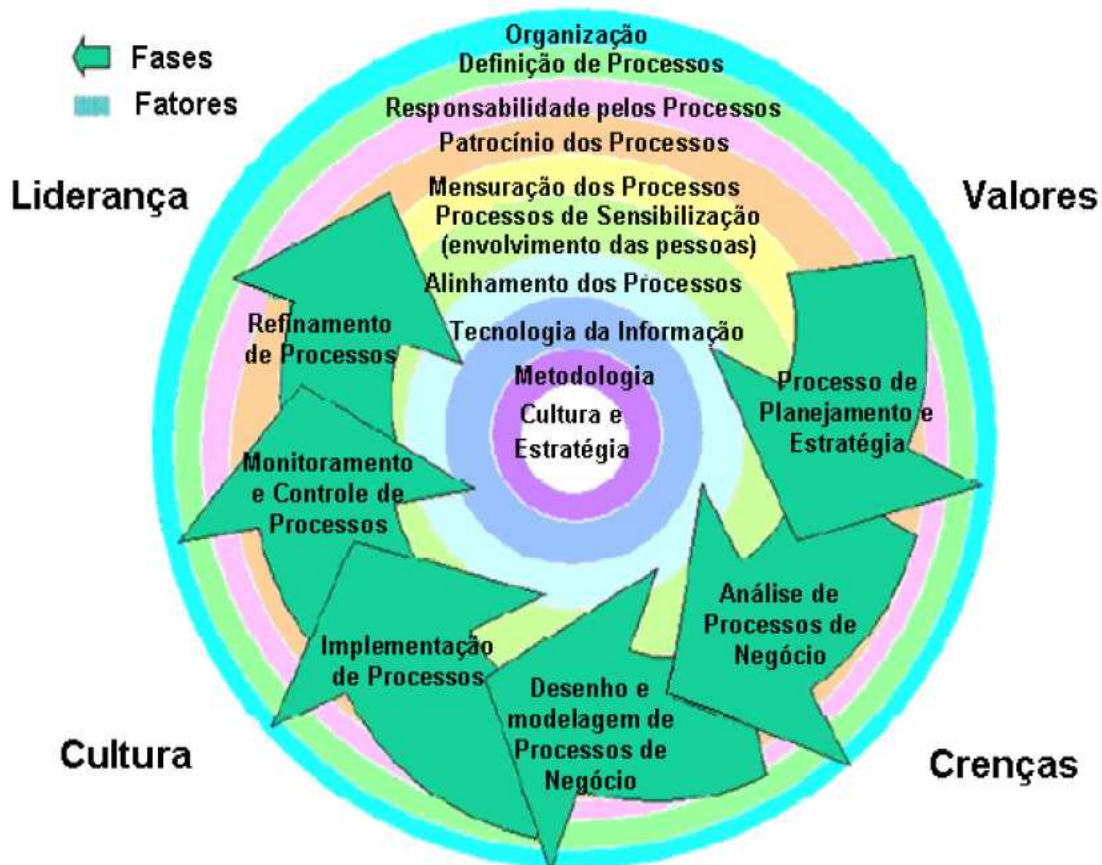 Fases
Fatores
Organização
Definição de Processos
Responsabilidade pelos Processos
Patrocínio dos Processos
Mensuração dos Processos
Processos de Sensibilização
(envolvimento das pessoas)
Alinhamento dos Processos
Tecnologia da Informação
Metodologia
Cultura e
Estratégia
Liderança
Valores
Cultura
Crenças
Processo de
Planejamento e
Estratégia
Análise de
Processos de
Negócio
Desenho e
modelagem de
Processos de
Negócio
Implementação
de Processos
Monitoramento
e Controle de
Processos
Refinamento
de Processos